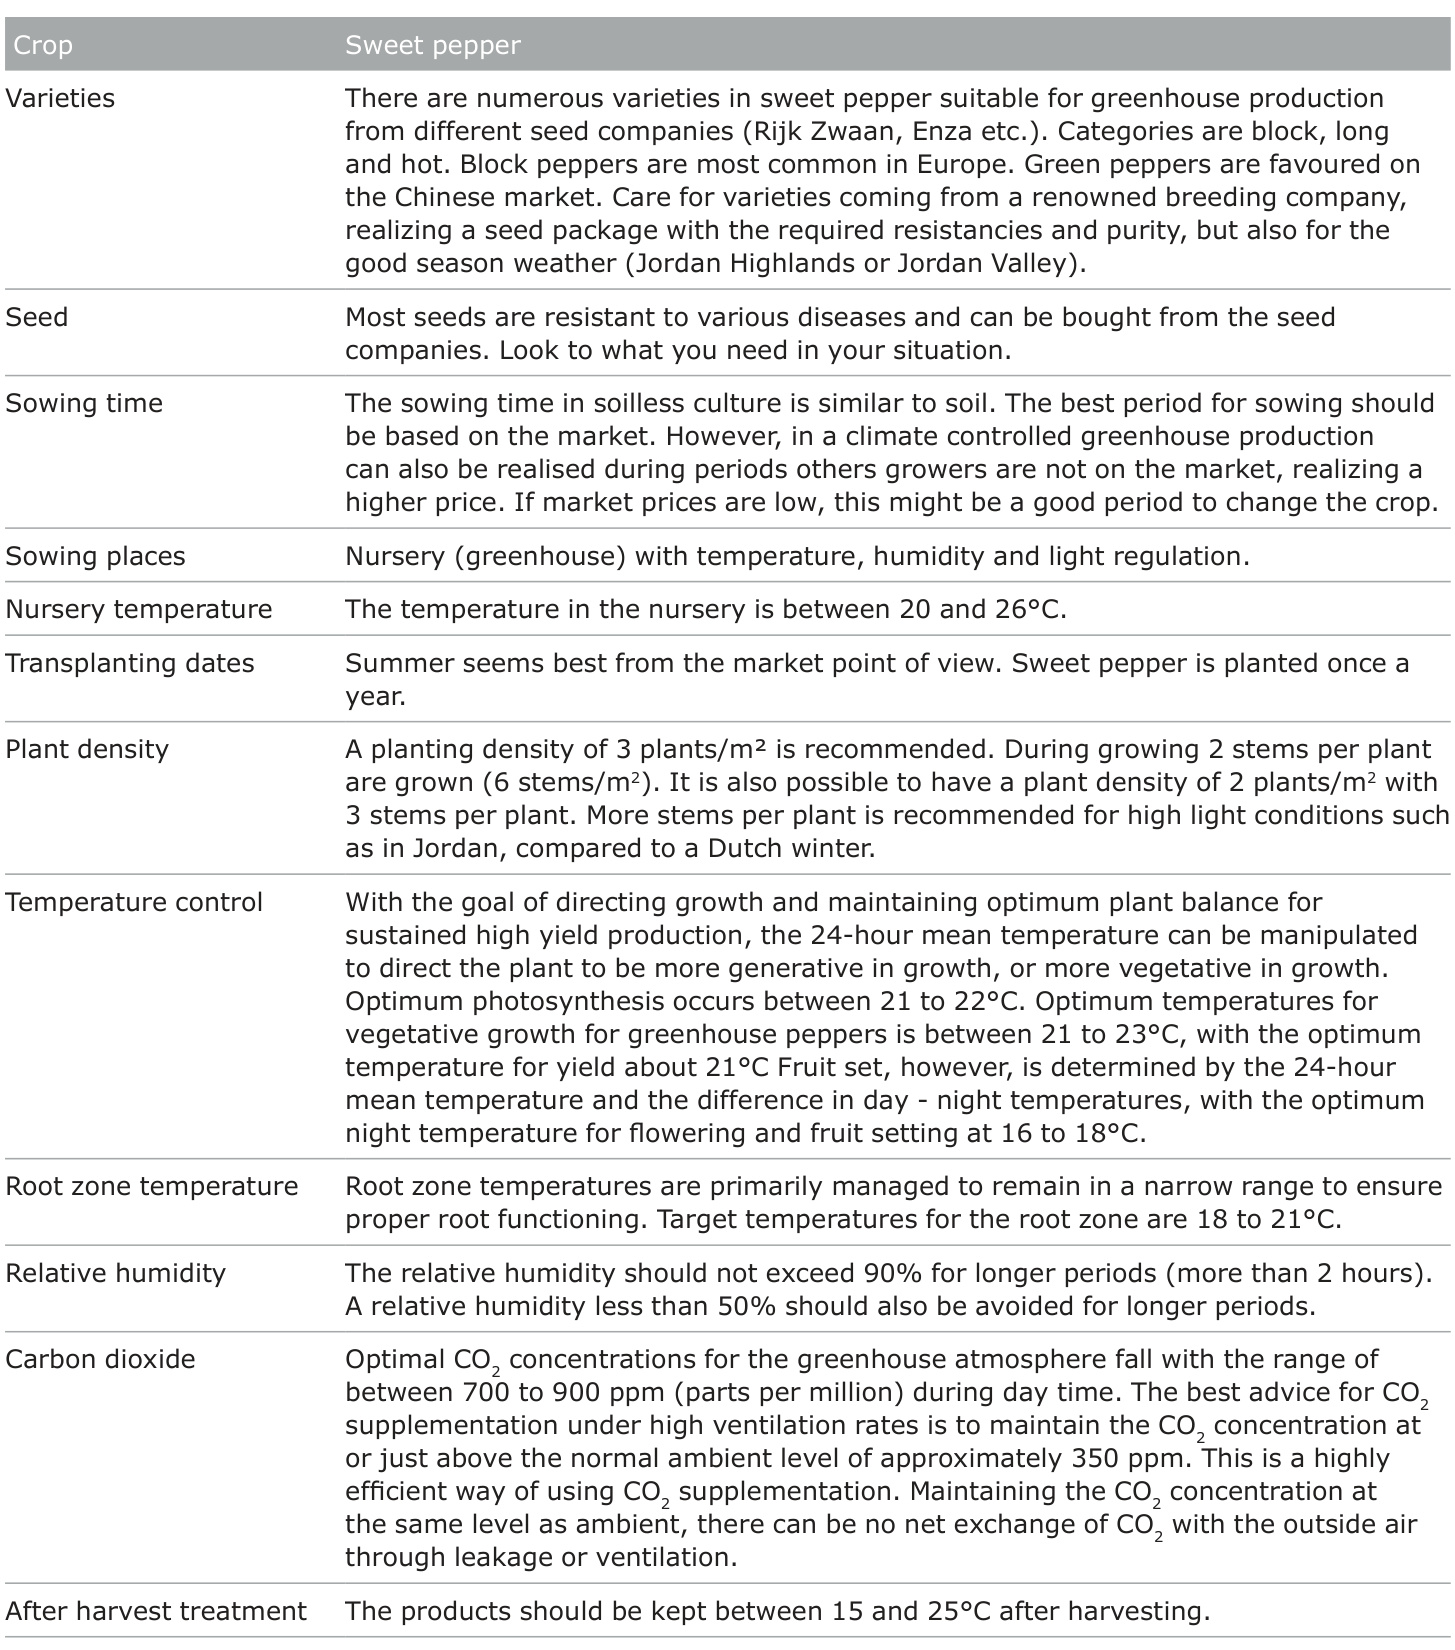 Crop Sweet pepper
Varieties There are numerous varieties in sweet pepper suitable for greenhouse production
from different seed companies (Rijk Zwaan, Enza etc.). Categories are block, long
and hot. Block peppers are most common in Europe. Green peppers are favoured on
the Chinese market. Care for varieties coming from a renowned breeding company,
realizing a seed package with the required resistancies and purity, but also for the
good season weather (Jordan Highlands or Jordan Valley).
Seed Most seeds are resistant to various diseases and can be bought from the seed
companies. Look to what you need in your situation.
Sowing time The sowing time in soilless culture is similar to soil. The best period for sowing should
be based on the market. However, in a climate controlled greenhouse production
can also be realised during periods others growers are not on the market, realizing a
higher price. If market prices are low, this might be a good period to change the crop.
Sowing places Nursery (greenhouse) with temperature, humidity and light regulation.
Nursery temperature The temperature in the nursery is between 20 and 26°C.
Transplanting dates Summer seems best from the market point of view. Sweet pepper is planted once a
year.
Plant density A planting density of 3 plants/m² is recommended. During growing 2 stems per plant
are grown (6 stems/m²). It is also possible to have a plant density of 2 plants/m² with
3 stems per plant. More stems per plant is recommended for high light conditions such
as in Jordan, compared to a Dutch winter.
Temperature control With the goal of directing growth and maintaining optimum plant balance for
sustained high yield production, the 24-hour mean temperature can be manipulated
to direct the plant to be more generative in growth, or more vegetative in growth.
Optimum photosynthesis occurs between 21 to 22°C. Optimum temperatures for
vegetative growth for greenhouse peppers is between 21 to 23°C, with the optimum
temperature for yield about 21°C Fruit set, however, is determined by the 24-hour
mean temperature and the difference in day - night temperatures, with the optimum
night temperature for flowering and fruit setting at 16 to 18°C.
Root zone temperature Root zone temperatures are primarily managed to remain in a narrow range to ensure
proper root functioning. Target temperatures for the root zone are 18 to 21°C.
Relative humidity The relative humidity should not exceed 90% for longer periods (more than 2 hours).
A relative humidity less than 50% should also be avoided for longer periods.
Carbon dioxide Optimal CO₂ concentrations for the greenhouse atmosphere fall with the range of
between 700 to 900 ppm (parts per million) during day time. The best advice for CO₂
supplementation under high ventilation rates is to maintain the CO₂ concentration at
or just above the normal ambient level of approximately 350 ppm. This is a highly
efficient way of using CO₂ supplementation. Maintaining the CO₂ concentration at
the same level as ambient, there can be no net exchange of CO₂ with the outside air
through leakage or ventilation.
After harvest treatment The products should be kept between 15 and 25°C after harvesting.